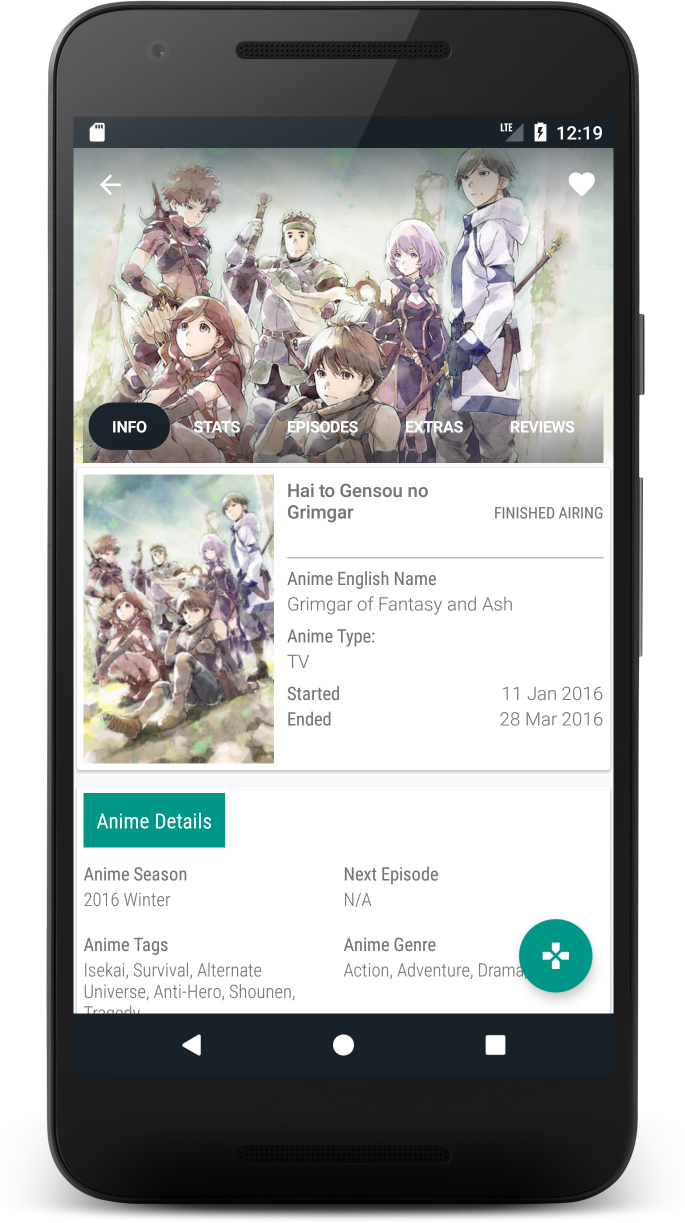 LTE 12:19
INFO STATS EPISODES EXTRAS REVIEWS
Hai to Gensou no
Grimgar
FINISHED AIRING
Anime English Name
Grimgar of Fantasy and Ash
Anime Type:
TV
Started 11 Jan 2016
Ended 28 Mar 2016
Anime Details
Anime Season
2016 Winter
Next Episode
N/A
Anime Tags
Isekai, Survival, Alternate
Universe, Anti-Hero, Shounen,
Tragedy
Anime Genre
Action, Adventure, Drama,